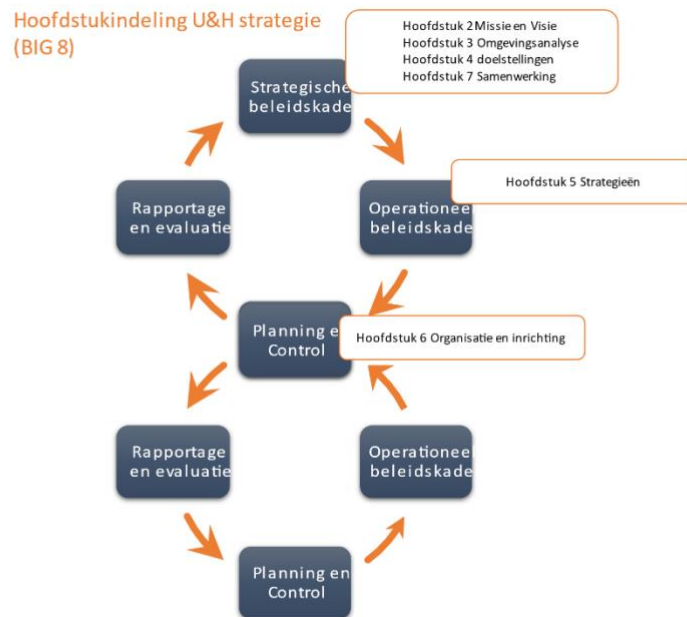 Hoofdstukindeling U&H strategie
(BIG 8)
Hoofdstuk 2 Missie en Visie
Hoofdstuk 3 Omgevingsanalyse
Hoofdstuk 4 doelstellingen
Hoofdstuk 7 Samenwerking
Strategische
beleidskade
Hoofdstuk 5 Strategieën
Rapportage
en evaluatie
Operationee
beleidskade
Planning e
Control
Hoofdstuk 6 Organisatie en inrichting
Rapportage
en evaluatie
Operationee
beleidskade
Planning en
Control